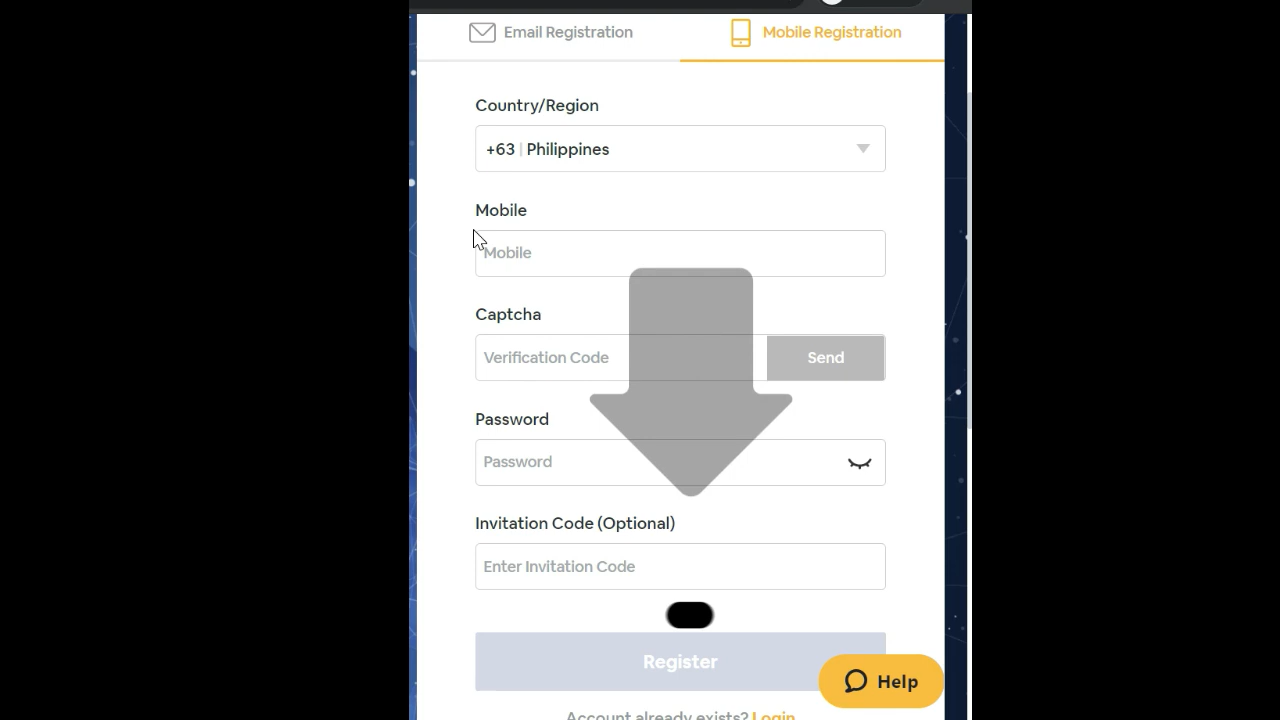 Email Registration
Mobile Registration
Country/Region
+63 | Philippines
Mobile
Mobile
Captcha
Verification Code
Send
Password
Password
Invitation Code (Optional)
Enter Invitation Code
Register
Help
Account already exists? Login